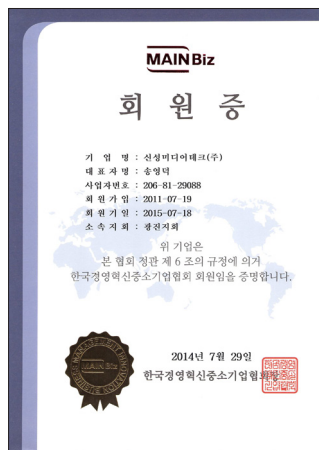 MAINBiz
회 원 증
기 업 명 : 신성미디어테크(주)
대 표 자 명 : 송영덕
사업자번호 : 206-81-29088
회 원 가 입 : 2011-07-19
회 원 기 일 : 2015-07-18
소 속 지 회 : 광진지회
위 기업은
본 협회 정관 제 6 조의 규정에 의거
한국경영혁신중소기업협회 회원임을 증명합니다.
MAINBiz
2014년 7월 29일
한국경영혁신중소기업협회장